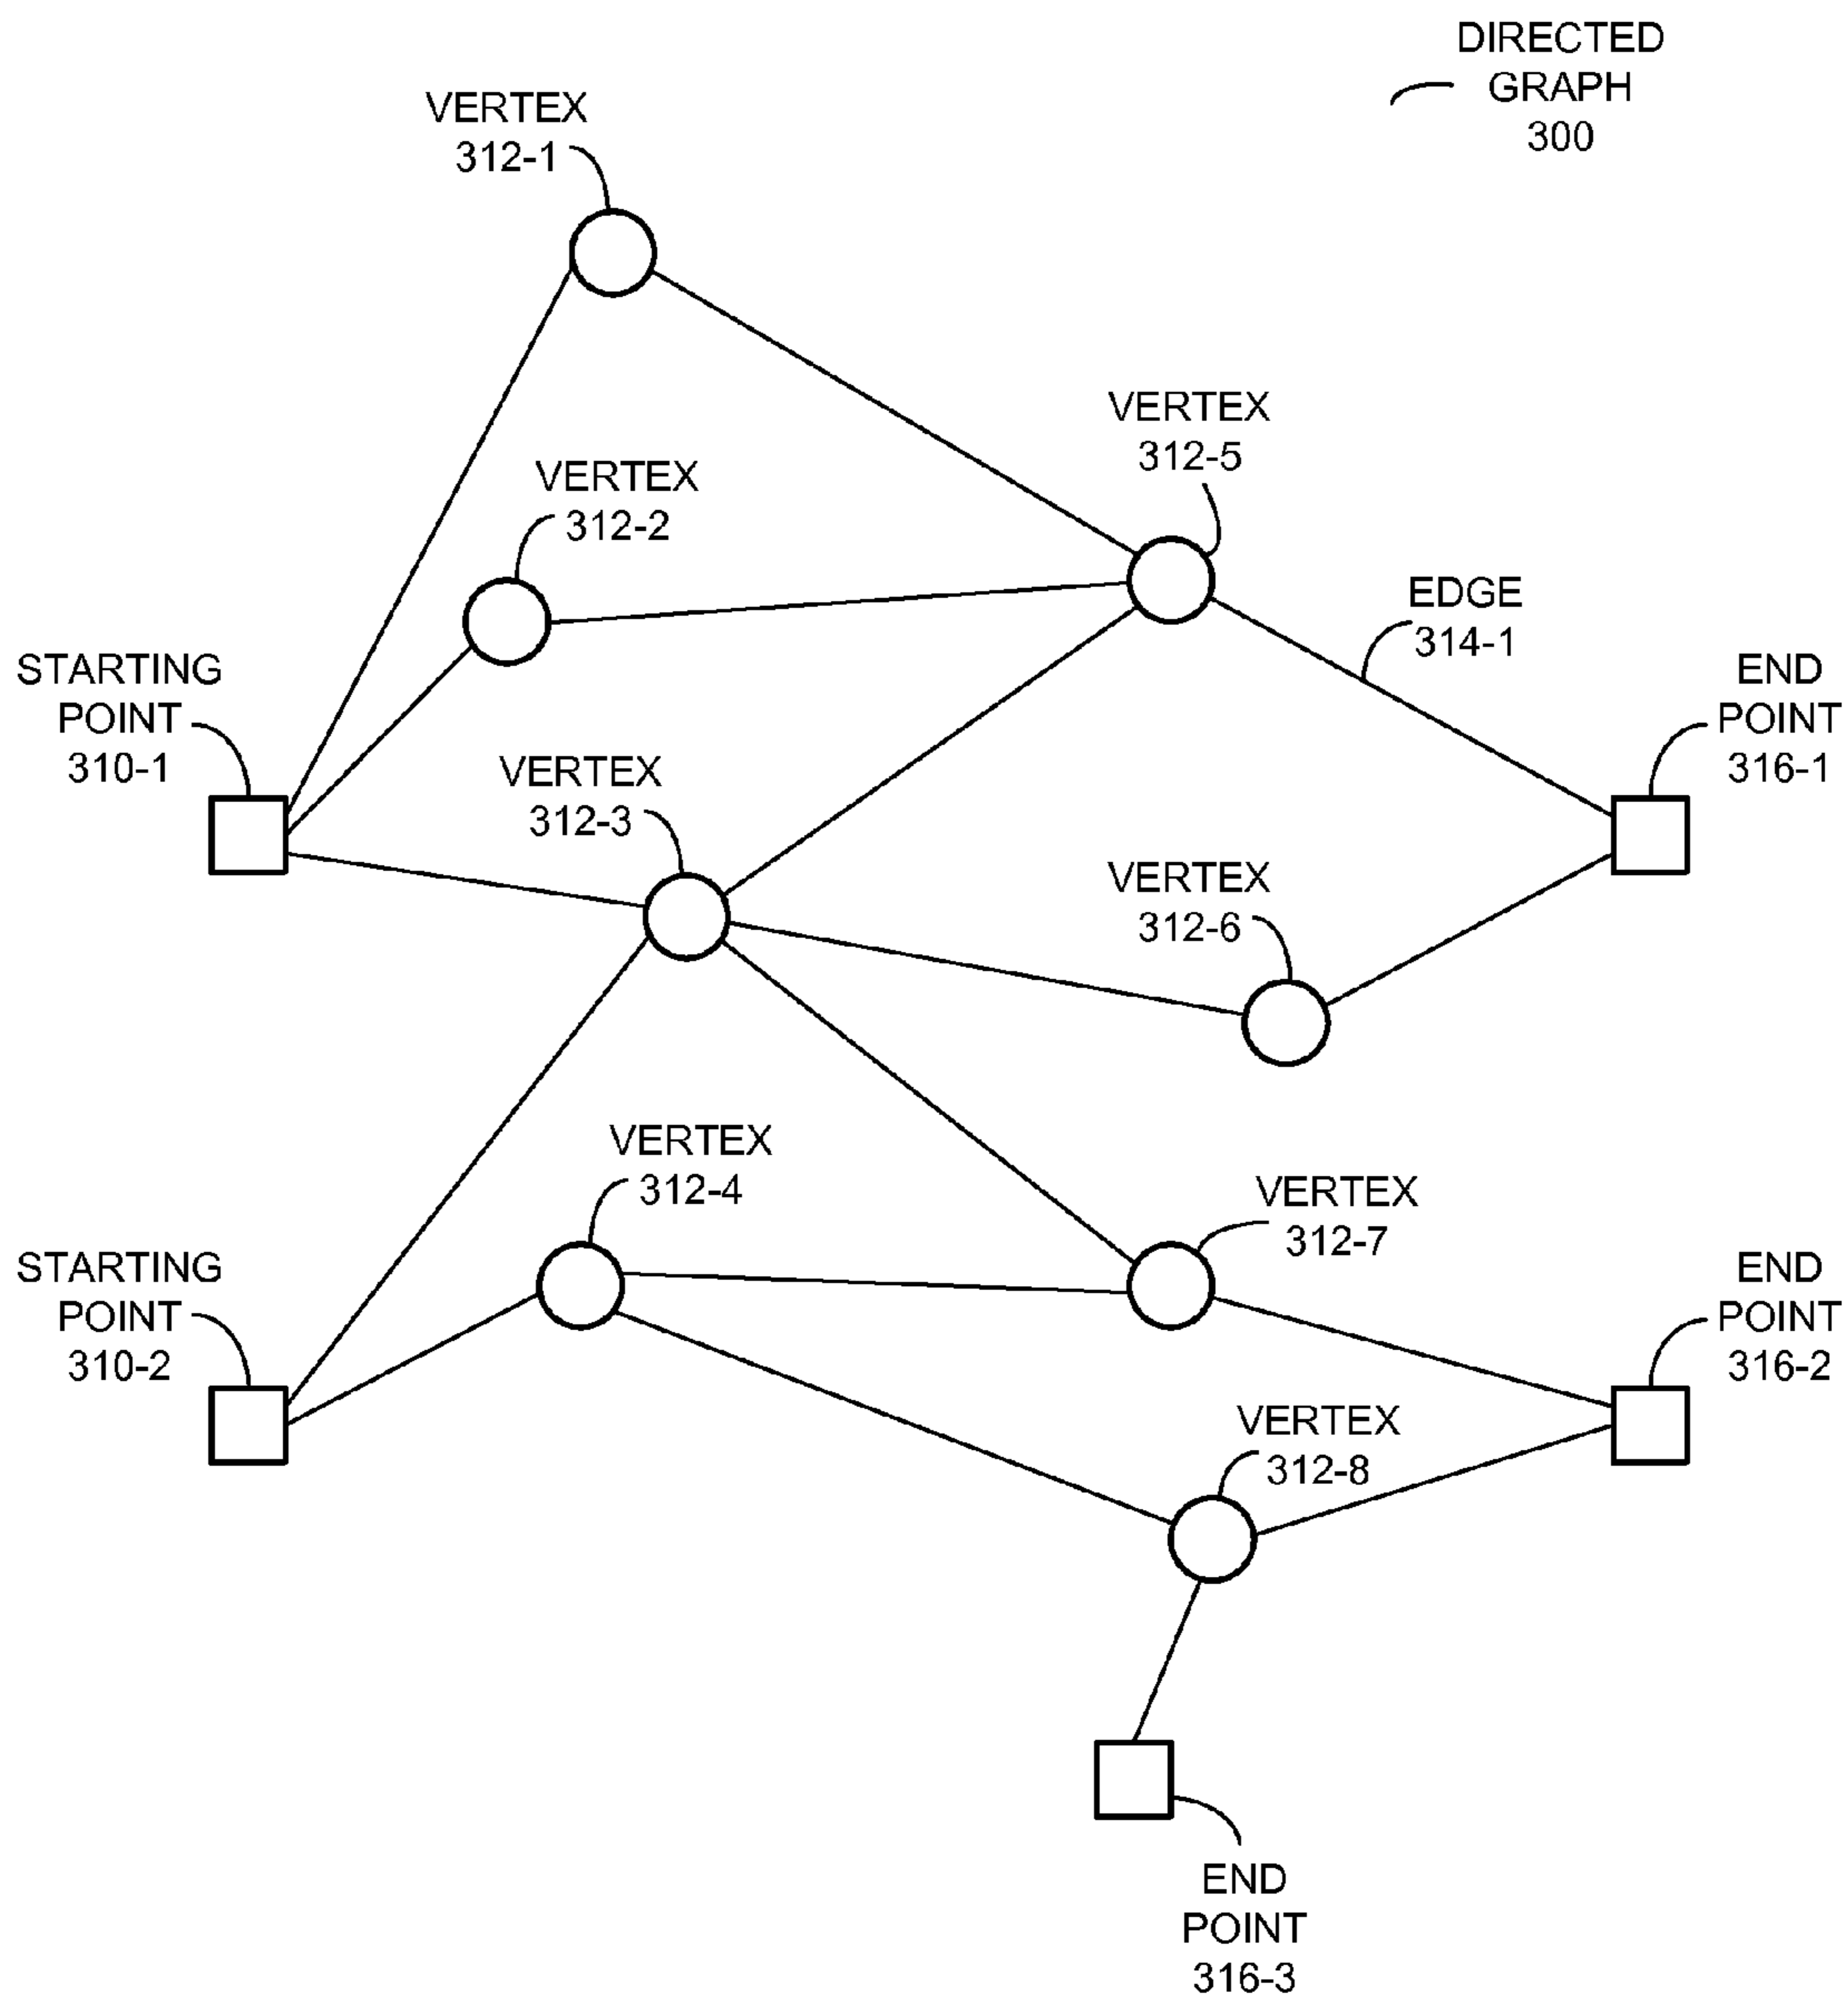 DIRECTED
GRAPH
300
VERTEX
312-1
VERTEX
312-5
VERTEX
312-2
EDGE
314-1
STARTING
POINT
310-1
END
POINT
316-1
VERTEX
312-3
VERTEX
312-6
VERTEX
312-4
VERTEX
312-7
STARTING
POINT
310-2
END
POINT
316-2
VERTEX
312-8
END
POINT
316-3